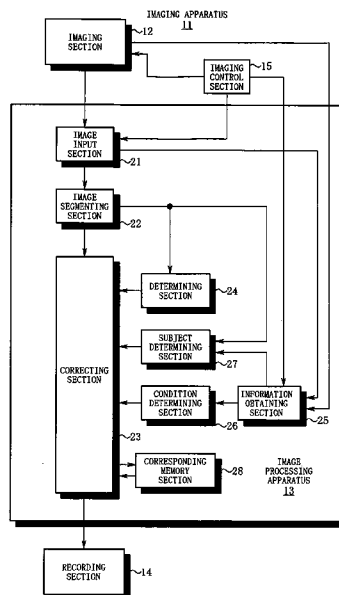 IMAGING APPARATUS
11
12
IMAGING
SECTION
15
IMAGING
CONTROL
SECTION
IMAGE
INPUT
SECTION
21
IMAGE
SEGMENTING
SECTION
22
DETERMINING
SECTION
24
SUBJECT
DETERMINING
SECTION
27
CORRECTING
SECTION
23
CONDITION
DETERMINING
SECTION
26
INFORMATION
OBTAINING
SECTION
25
CORRESPONDING
MEMORY
SECTION
28
IMAGE
PROCESSING
APPARATUS
13
RECORDING
SECTION
14